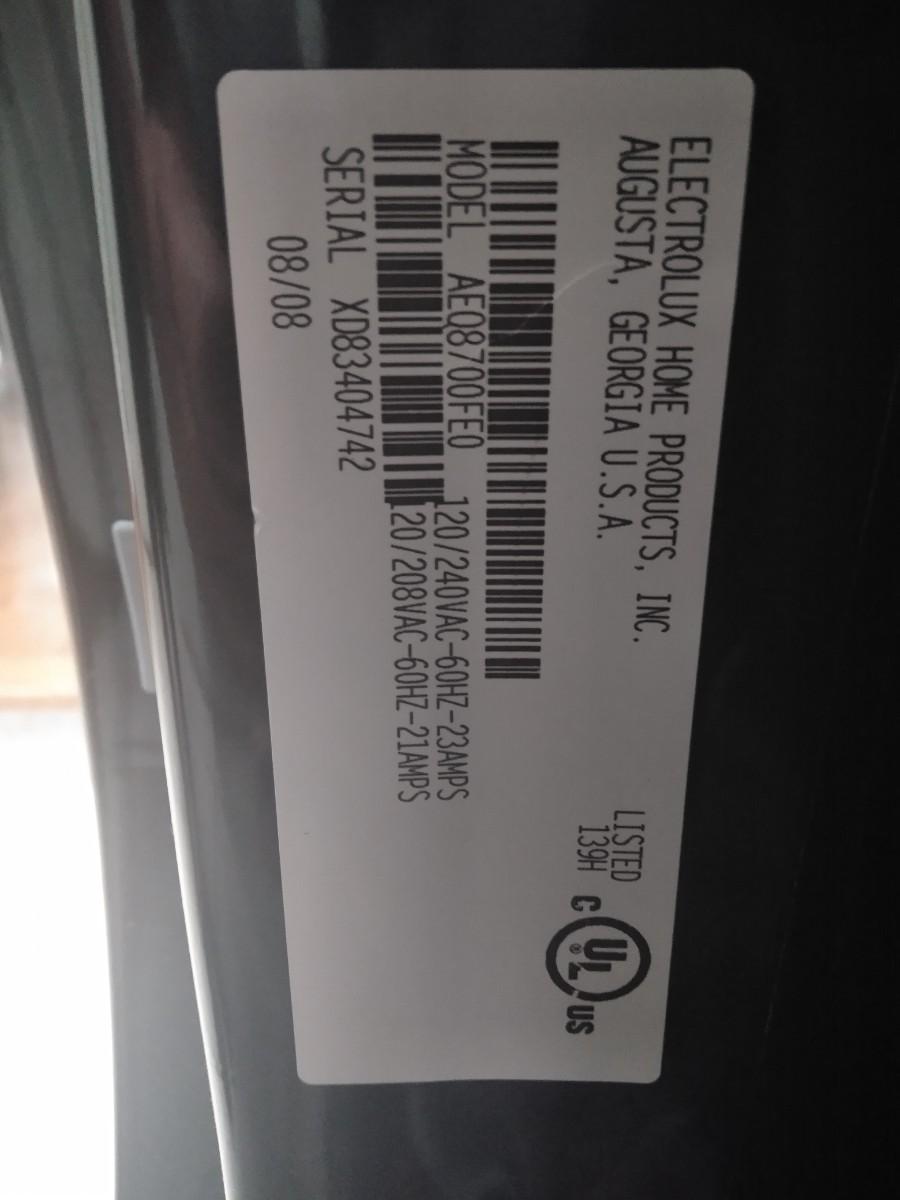 ELECTROLUX HOME PRODUCTS, INC.
AUGUSTA, GEORGIA U.S.A.
LISTED
139H
C UL® US
MODEL AEQ8700FE0 120/240VAC-60HZ-23AMPS
120/208VAC-60HZ-21AMPS
SERIAL XD83404742
08/08